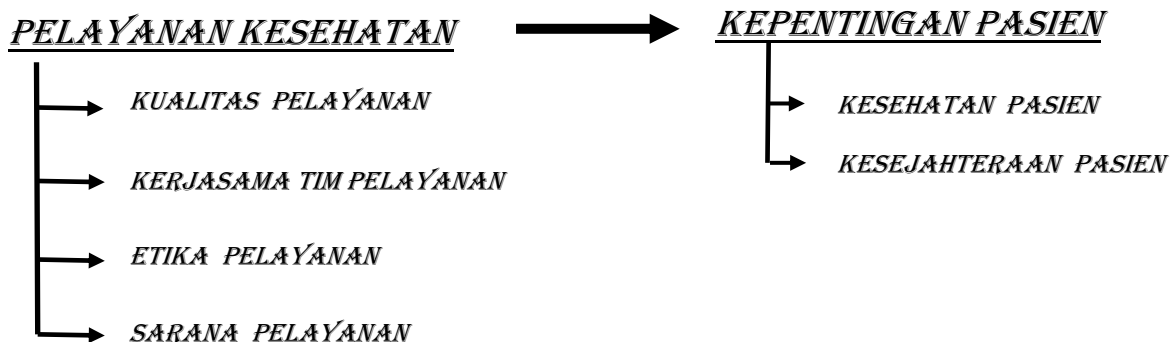 PELAYANAN KESEHATAN
KUALITAS PELAYANAN
KERJASAMA TIM PELAYANAN
ETIKA PELAYANAN
SARANA PELAYANAN
KEPENTINGAN PASIEN
KESEHATAN PASIEN
KESEJAHTERAAN PASIEN